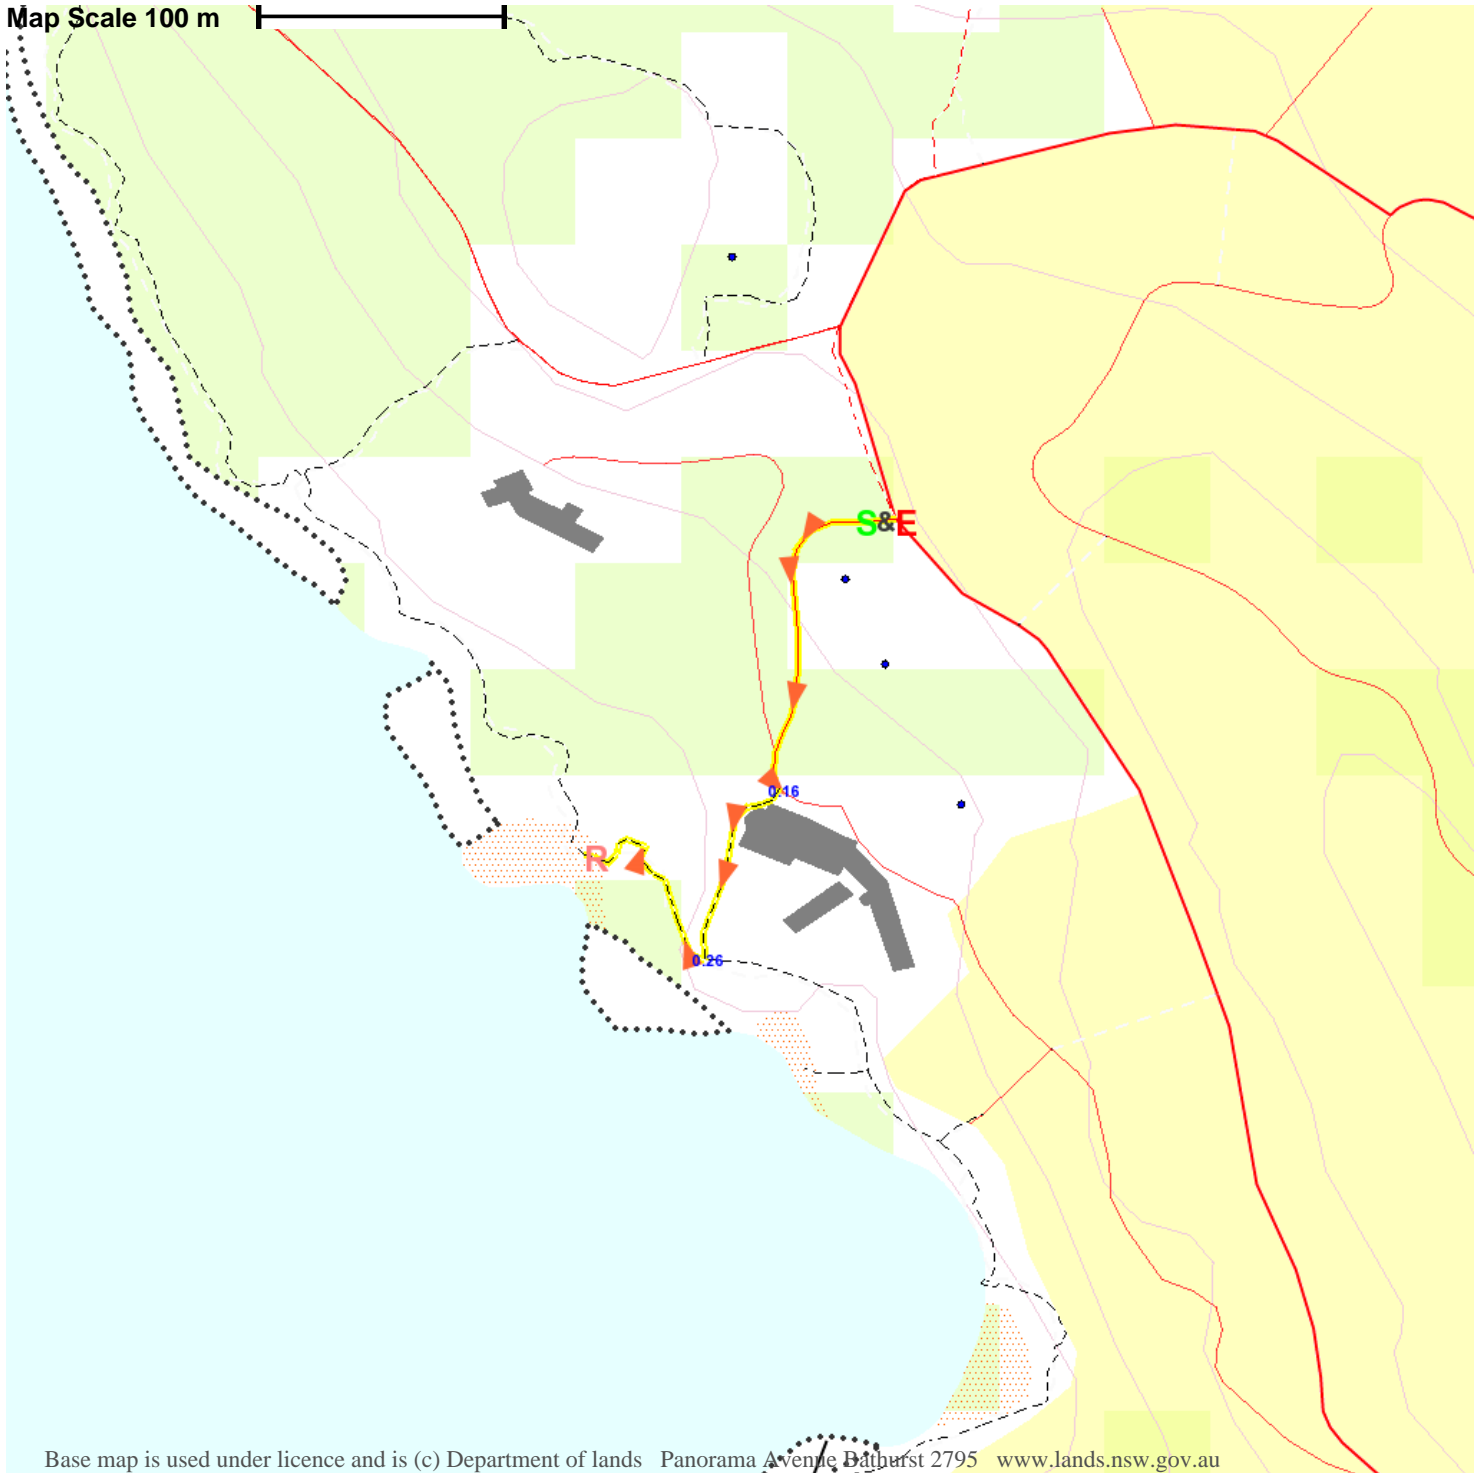 Map Scale 100 m
S&E
0.16
R
0.26
Base map is used under licence and is (c) Department of lands Panorama Avenue Bathurst 2795 www.lands.nsw.gov.au